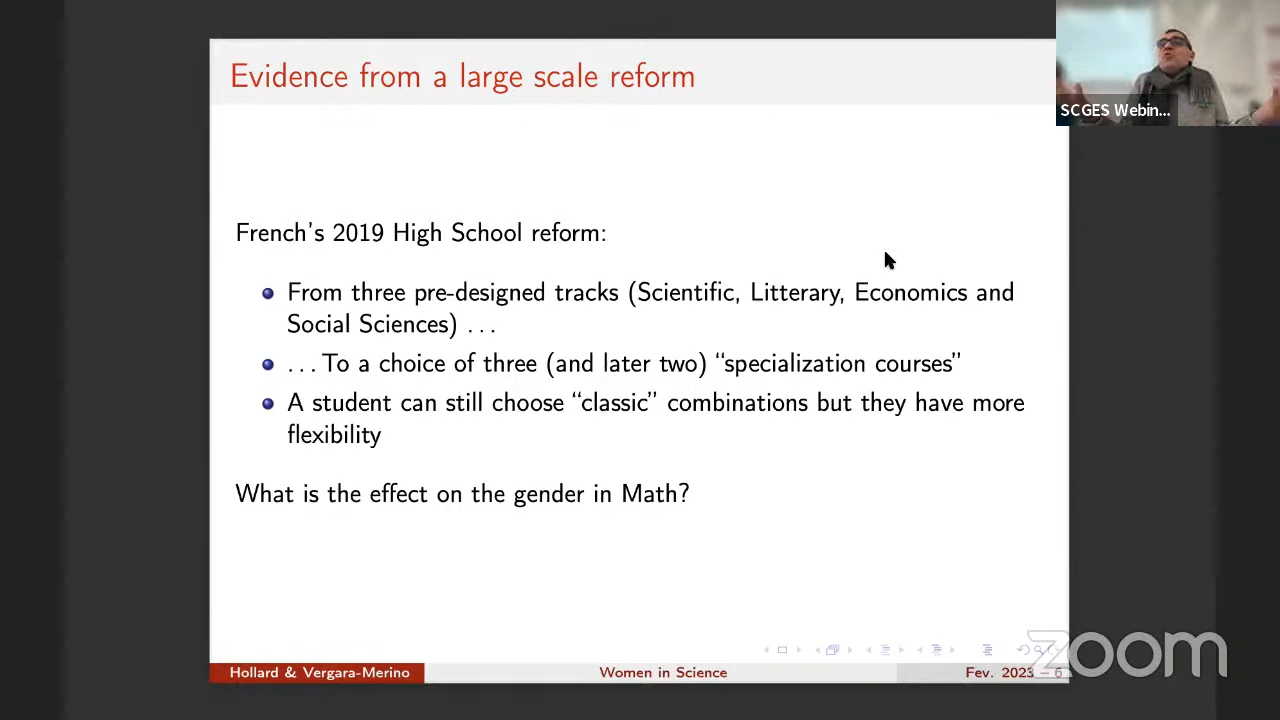 Evidence from a large scale reform
SCGES Webin...
French's 2019 High School reform:
From three pre-designed tracks (Scientific, Litterary, Economics and
Social Sciences) ...
... To a choice of three (and later two) “specialization courses”
A student can still choose “classic” combinations but they have more
flexibility
What is the effect on the gender in Math?
zoom
Hollard & Vergara-Merino
Women in Science
Fev. 2023 – 6